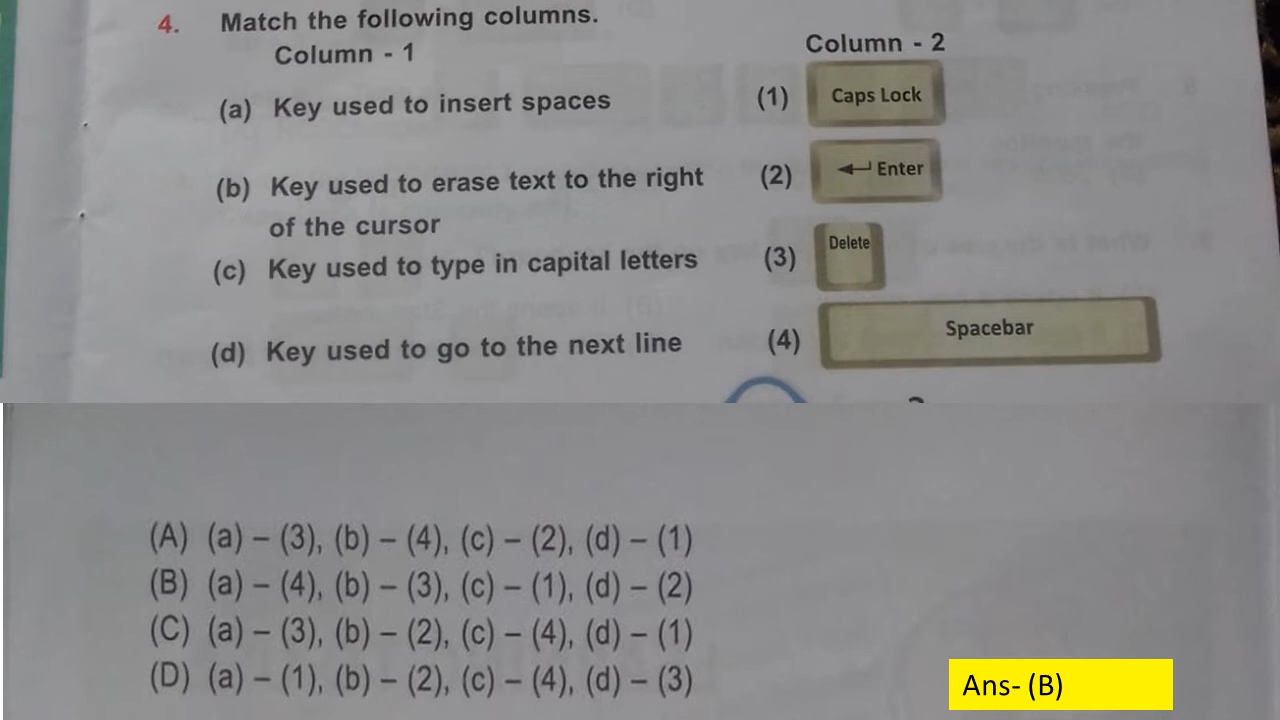 4. Match the following columns.
Column - 1
Column - 2
(a) Key used to insert spaces
(1) Caps Lock
(b) Key used to erase text to the right
of the cursor
(2) Enter
(c) Key used to type in capital letters
(3) Delete
(d) Key used to go to the next line
(4) Spacebar
(A) (a) – (3), (b) – (4), (c) – (2), (d) – (1)
(B) (a) – (4), (b) – (3), (c) – (1), (d) – (2)
(C) (a) – (3), (b) – (2), (c) – (4), (d) – (1)
(D) (a) – (1), (b) – (2), (c) – (4), (d) – (3)
Ans- (B)